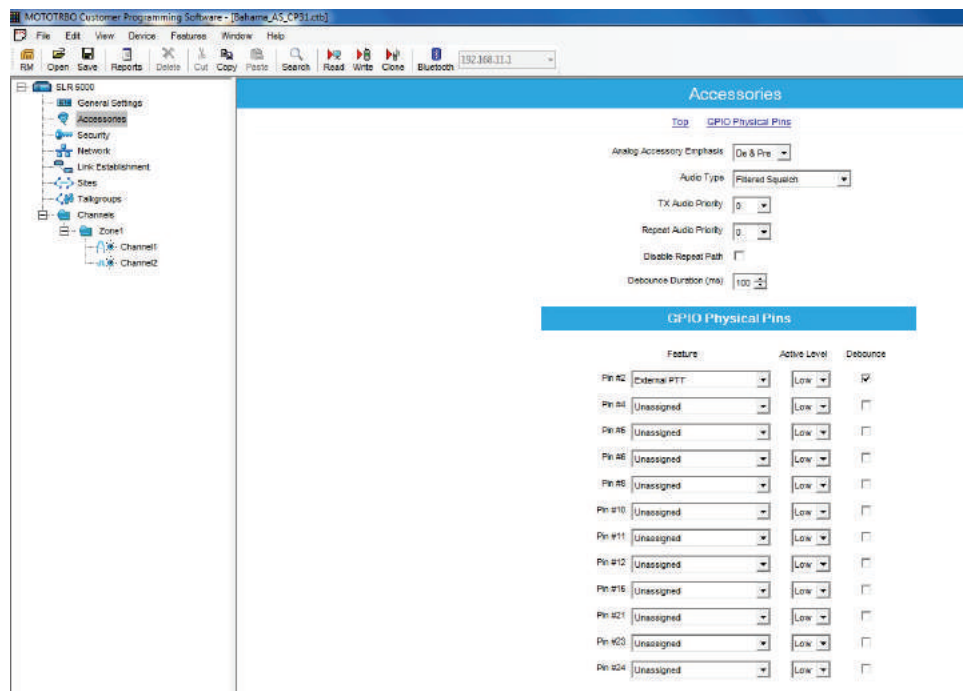 MOTOTRBO Customer Programming Software - [Bahama_AS_CP31.ctb]
File Edit View Device Features Window Help
RM Open Save Reports Delete Cut Copy Paste Search Read Write Clone Bluetooth 192.168.11.1
SLR 5000
General Settings
Accessories
Security
Network
Link Establishment
Sites
Talkgroups
Channels
Zone1
Channel1
Channel2
Accessories
Top GPIO Physical Pins
Analog Accessory Emphasis De & Pre
Audio Type Filtered Squelch
TX Audio Priority 0
Repeat Audio Priority 0
Disable Repeat Path
Debounce Duration (ms) 100
GPIO Physical Pins
Feature Active Level Debounce
Pin #2 External PTT Low
Pin #4 Unassigned Low
Pin #5 Unassigned Low
Pin #6 Unassigned Low
Pin #8 Unassigned Low
Pin #10 Unassigned Low
Pin #11 Unassigned Low
Pin #12 Unassigned Low
Pin #15 Unassigned Low
Pin #21 Unassigned Low
Pin #23 Unassigned Low
Pin #24 Unassigned Low